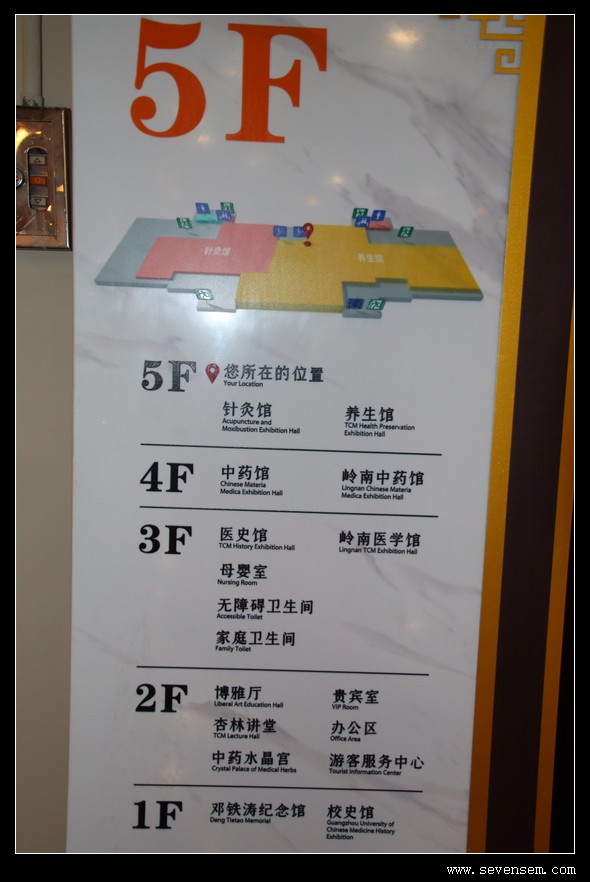 5F
针灸馆
养生馆
5F 您所在的位置
Your Location
针灸馆 养生馆
Acupuncture and TCM Health Preservation
Moxibustion Exhibition Hall Exhibition Hall
4F 中药馆 岭南中药馆
Chinese Materia Lingnan Chinese Materia
Medica Exhibition Hall Medica Exhibition Hall
3F 医史馆 岭南医学馆
TCM History Exhibition Hall Lingnan TCM Exhibition Hall
母婴室
Nursing Room
无障碍卫生间
Accessible Toilet
家庭卫生间
Family Toilet
2F 博雅厅 贵宾室
Liberal Art Education Hall VIP Room
杏林讲堂 办公区
TCM Lecture Hall Office Area
中药水晶宫 游客服务中心
Crystal Palace of Medical Herbs Tourist Information Center
1F 邓铁涛纪念馆 校史馆
Deng Tietao Memorial Guangzhou University of
Chinese Medicine History
Exhibition
www.sevensem.com